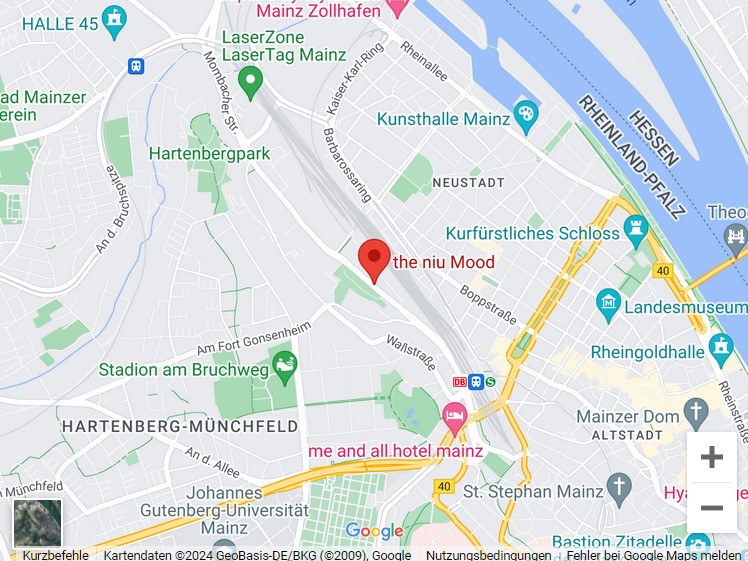 Mainz Zollhafen
HALLE 45
LaserZone
LaserTag Mainz
Rheinallee
Kaiser-Karl-Ring
Mombacher Str.
ad Mainzer
erein
Kunsthalle Mainz
HESSEN
RHEINLAND-PFALZ
Barbarossaring
Hartenbergpark
NEUSTADT
An d. Bruchspitze
Theo
Kurfürstliches Schloss
the niu Mood
40
Boppstraße
Landesmuseum
Am Fort Gonsenheim
Wallstraße
Rheingoldhalle
Stadion am Bruchweg
DB
S
Rheinstraße
Mainzer Dom
ALTSTADT
HARTENBERG-MÜNCHFELD
me and all hotel mainz
An d. Allee
Münchfeld
40
Johannes
Gutenberg-Universität
Mainz
St. Stephan Mainz
Hya
Google
Bastion Zitadelle
Kurzbefehle
Kartendaten ©2024 GeoBasis-DE/BKG (©2009), Google
Nutzungsbedingungen
Fehler bei Google Maps melden